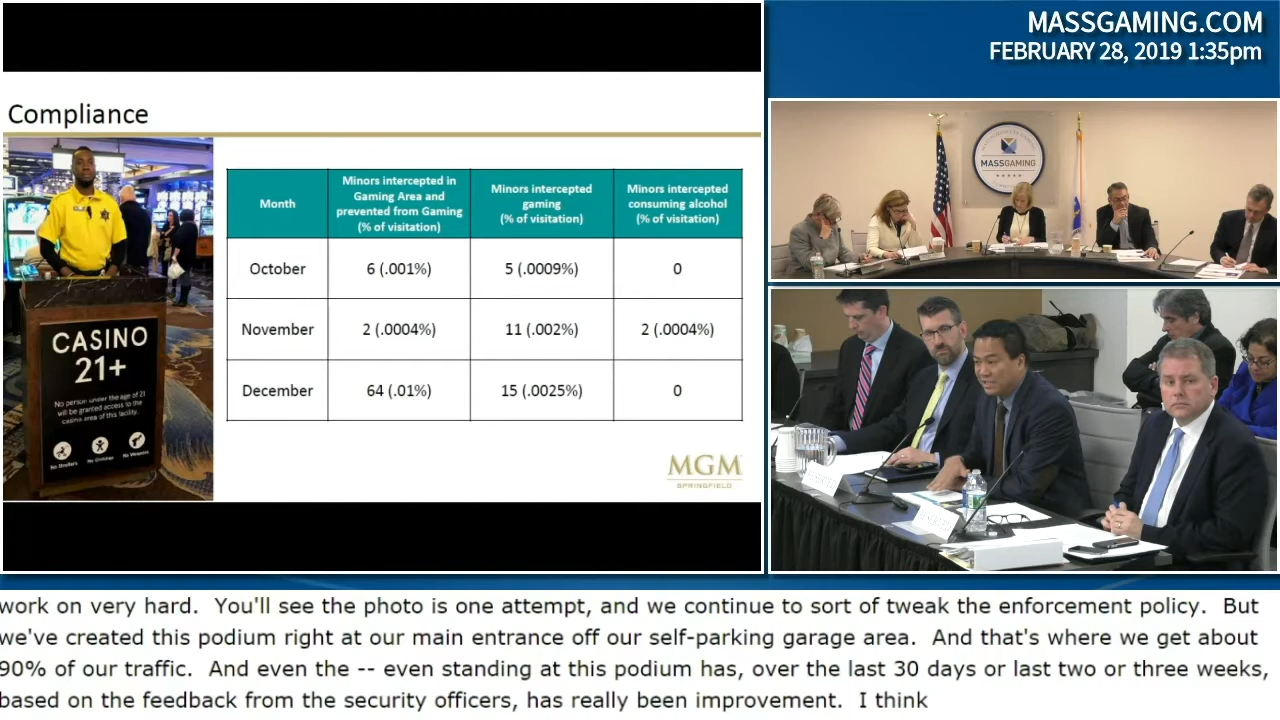 MASSGAMING.COM
FEBRUARY 28, 2019 1:35pm
Compliance
Month
Minors intercepted in
Gaming Area and
prevented from Gaming
(% of visitation)
Minors intercepted
gaming
(% of visitation)
Minors intercepted
consuming alcohol
(% of visitation)
October
6 (.001%)
5 (.0009%)
0
November
2 (.0004%)
11 (.002%)
2 (.0004%)
December
64 (.01%)
15 (.0025%)
0
CASINO
21+
No person under the age of 21
will be granted access to the
casino area of this facility.
No Strollers
No Children
No Weapons
MGM
SPRINGFIELD
MASSGAMING
work on very hard.  You'll see the photo is one attempt, and we continue to sort of tweak the enforcement policy.  But
we've created this podium right at our main entrance off our self-parking garage area.  And that's where we get about
90% of our traffic.  And even the -- even standing at this podium has, over the last 30 days or last two or three weeks,
based on the feedback from the security officers, has really been improvement.  I think